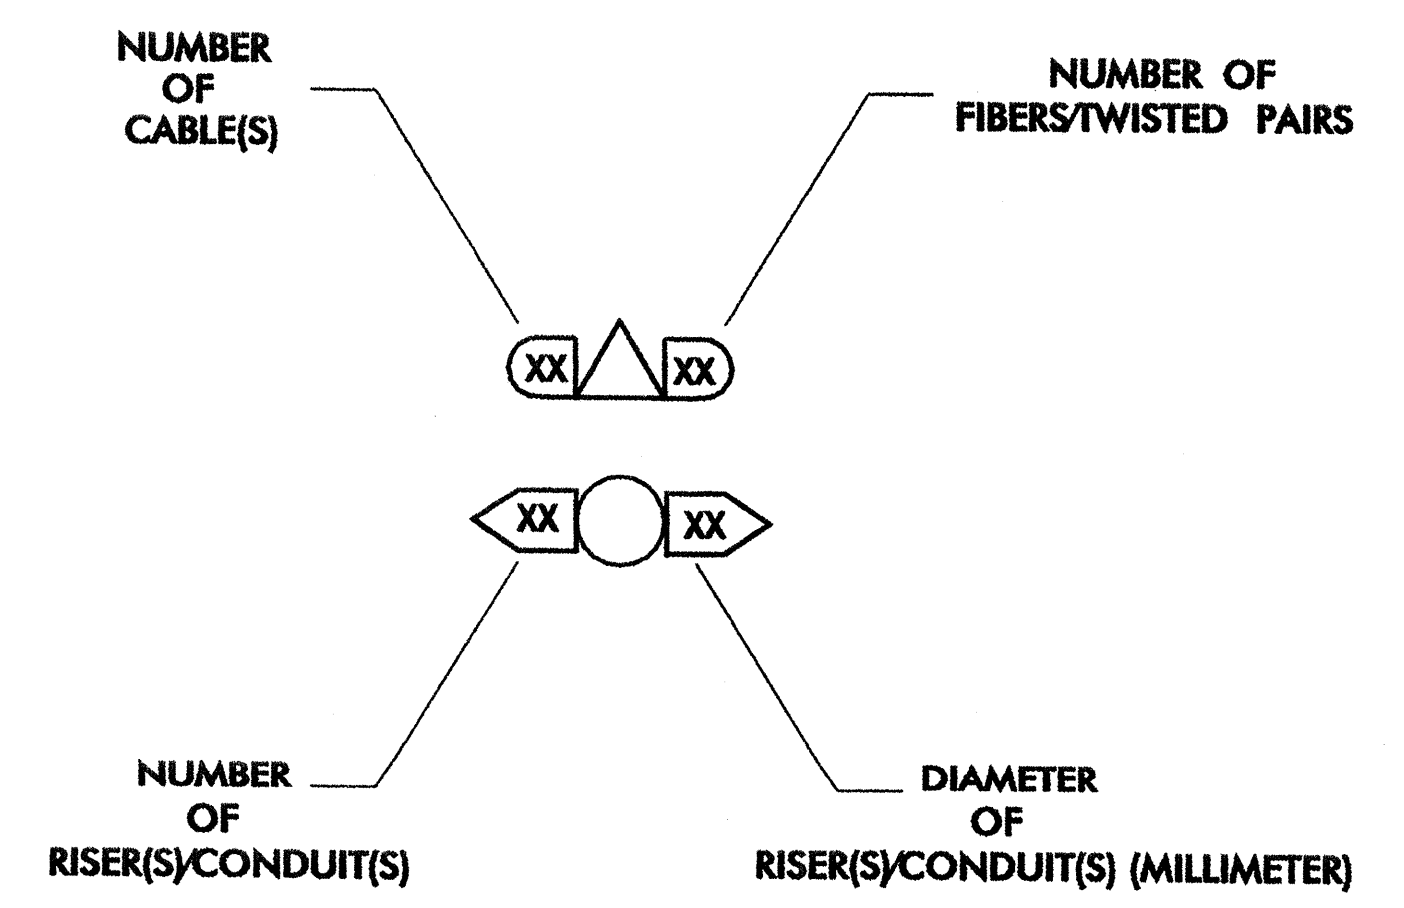 NUMBER
OF
CABLE(S)
NUMBER OF
FIBERS/TWISTED PAIRS
XX
XX
XX
XX
NUMBER
OF
RISER(S)/CONDUIT(S)
DIAMETER
OF
RISER(S)/CONDUIT(S) (MILLIMETER)